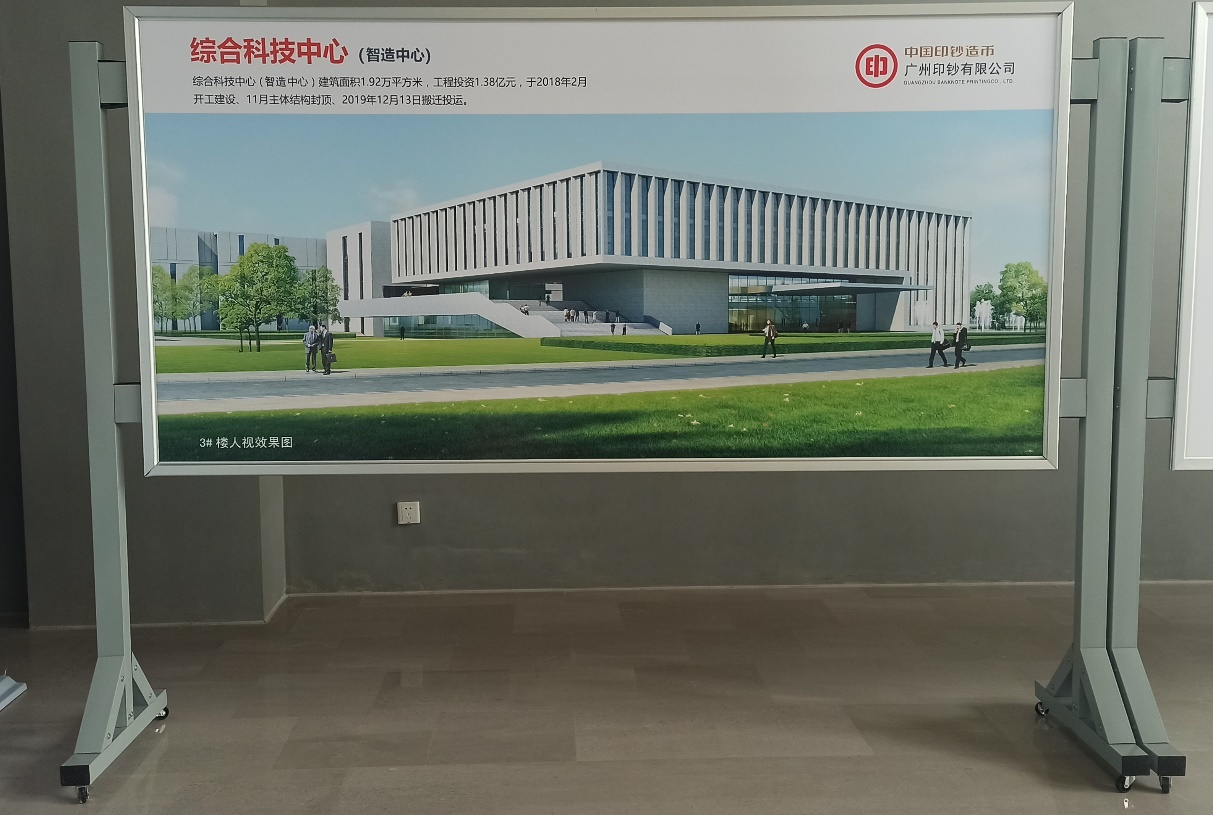 综合科技中心（智造中心）
综合科技中心（智造中心）建筑面积1.92万平方米，工程投资1.38亿元，于2018年2月
开工建设、11月主体结构封顶、2019年12月13日搬迁投运。
印
中国印钞造币
广州印钞有限公司
GUANGZHOU BANKNOTE PRINTING CO., LTD.
3# 楼人视效果图